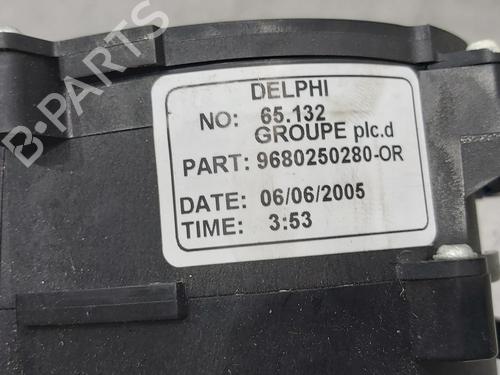 DELPHI
NO: 65.132
GROUPE plc.d
PART: 9680250280-OR
DATE: 06/06/2005
TIME: 3:53
B-PARTS